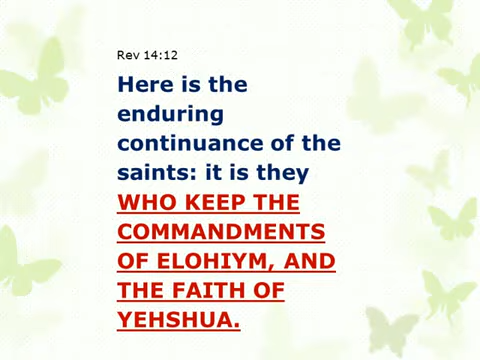 Rev 14:12
Here is the
enduring
continuance of the
saints: it is they
WHO KEEP THE
COMMANDMENTS
OF ELOHIYM, AND
THE FAITH OF
YEHSHUA.